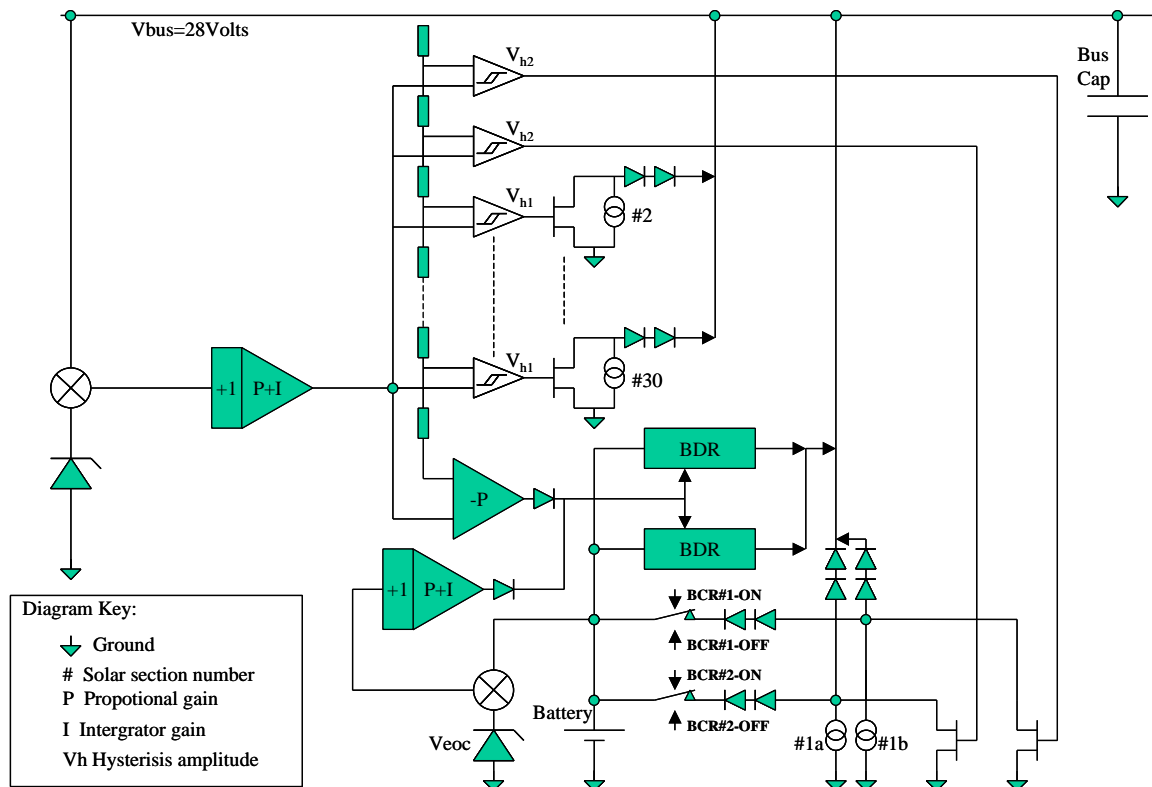 Vbus=28Volts
Vh2
Bus
Cap
Vh2
Vh1
#2
Vh1
#30
+1 P+I
BDR
-P
BDR
+1 P+I
BCR#1-ON
BCR#1-OFF
BCR#2-ON
Battery
BCR#2-OFF
Veoc
#1a
#1b
Diagram Key:
Ground
# Solar section number
P Propotional gain
I Intergrator gain
Vh Hysterisis amplitude